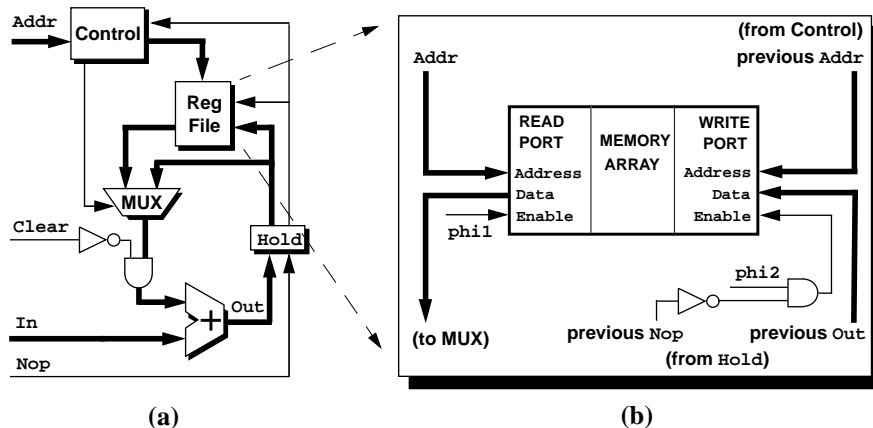 Addr
Control
Reg
File
MUX
Clear
Hold
Out
+
In
Nop
(a)
(from Control)
Addr
previous Addr
READ
PORT
MEMORY
ARRAY
WRITE
PORT
Address
Address
Data
Data
Enable
Enable
phi1
phi2
(to MUX)
previous Nop
previous Out
(from Hold)
(b)